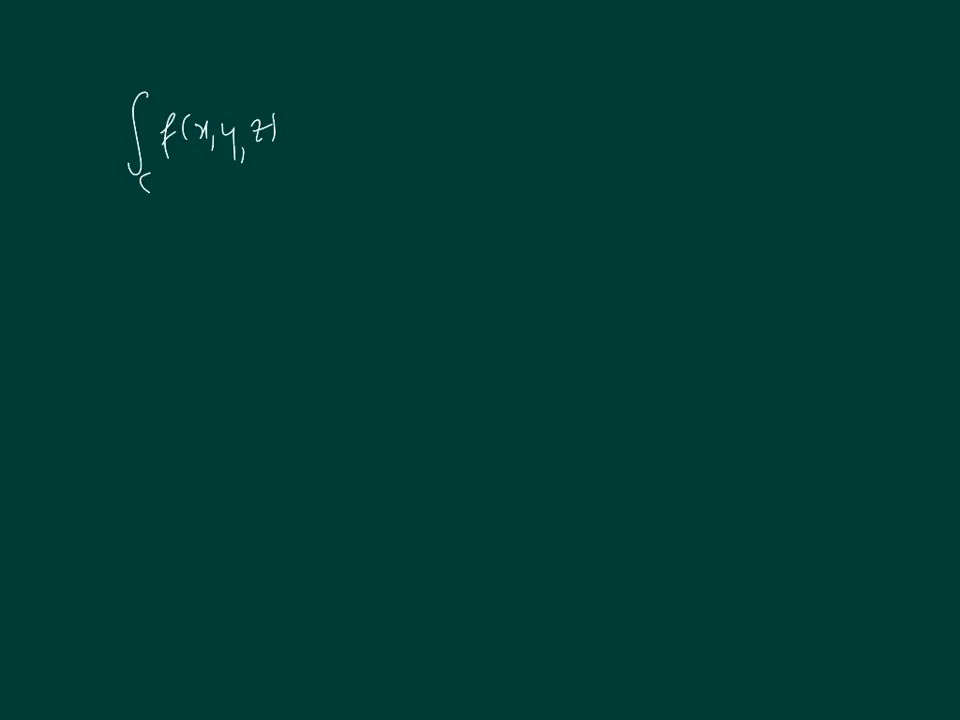 ∫_C f(x, y, z)